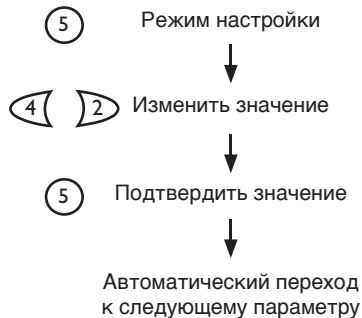 5 Режим настройки
4 2 Изменить значение
5 Подтвердить значение
Автоматический переход
к следующему параметру